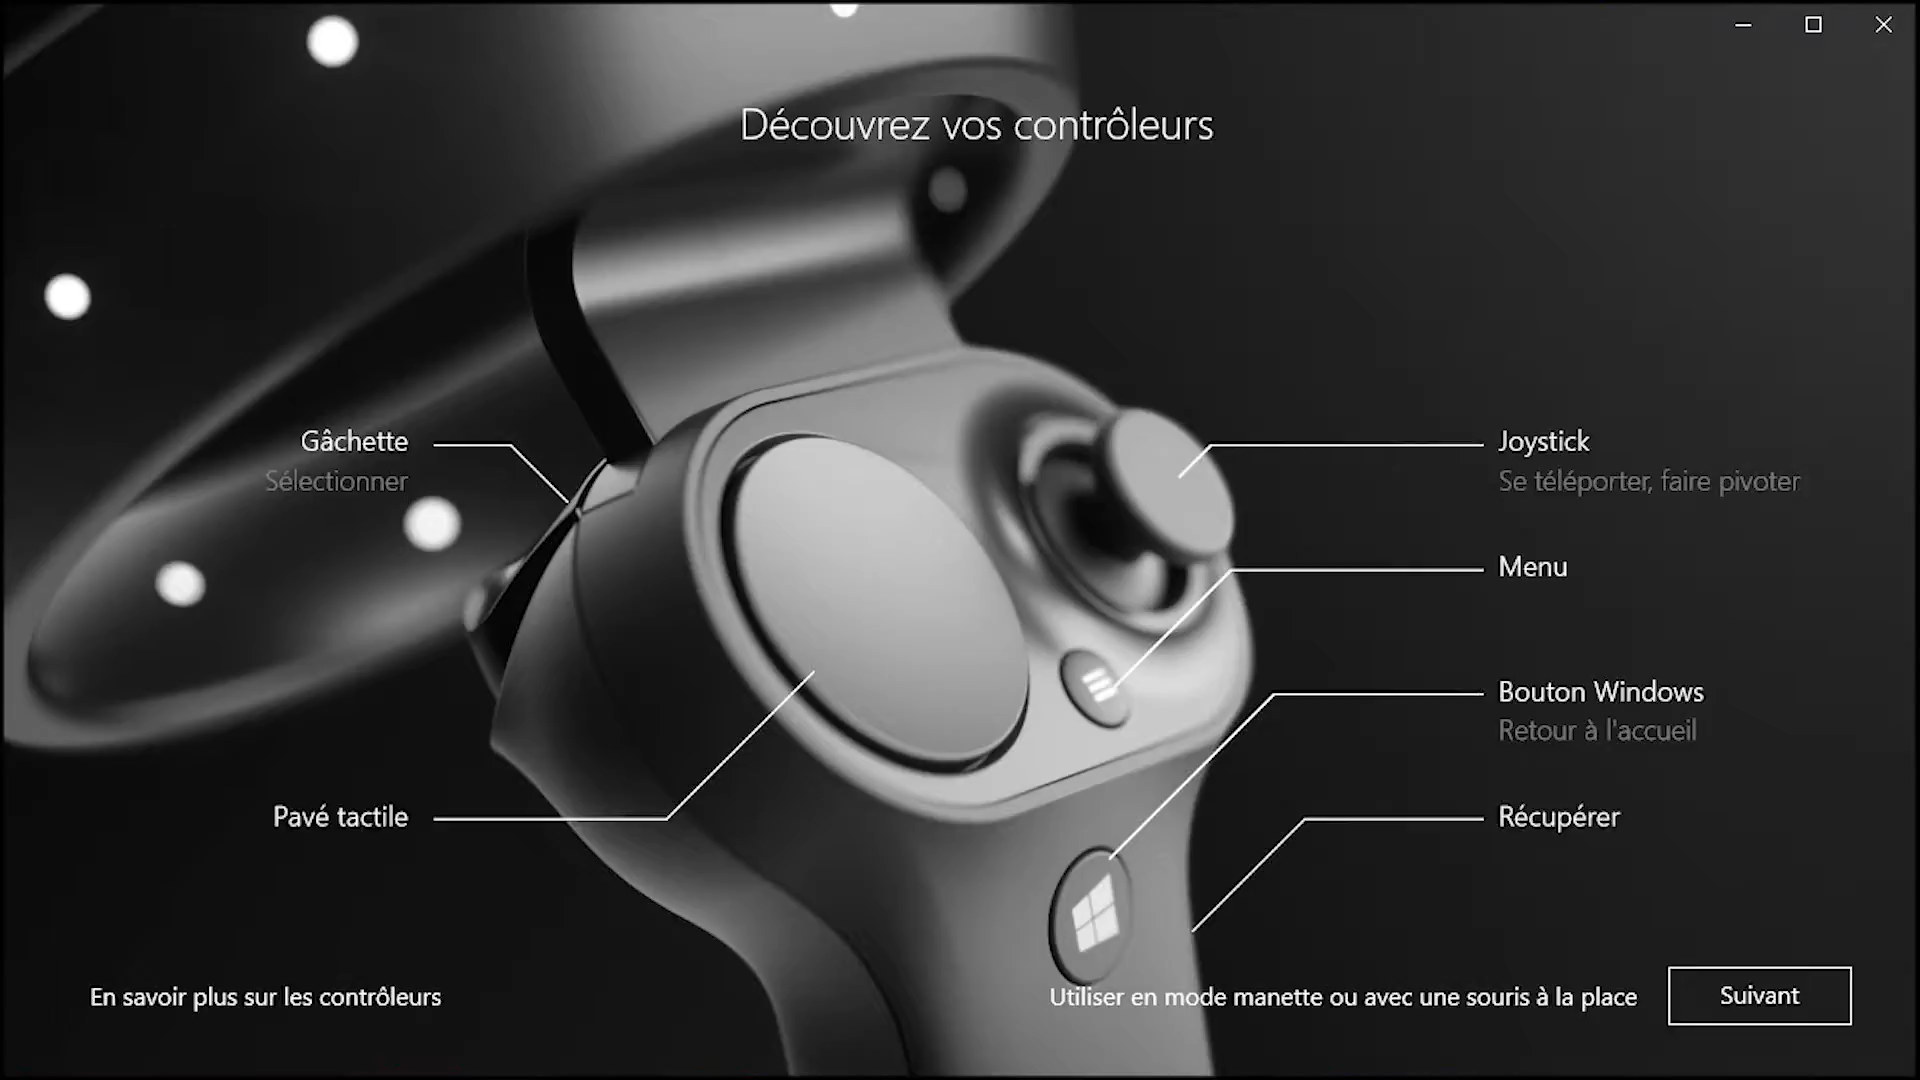 Découvrez vos contrôleurs
Gâchette
Sélectionner
Joystick
Se téléporter, faire pivoter
Menu
Bouton Windows
Retour à l'accueil
Pavé tactile
Récupérer
En savoir plus sur les contrôleurs
Utiliser en mode manette ou avec une souris à la place
Suivant